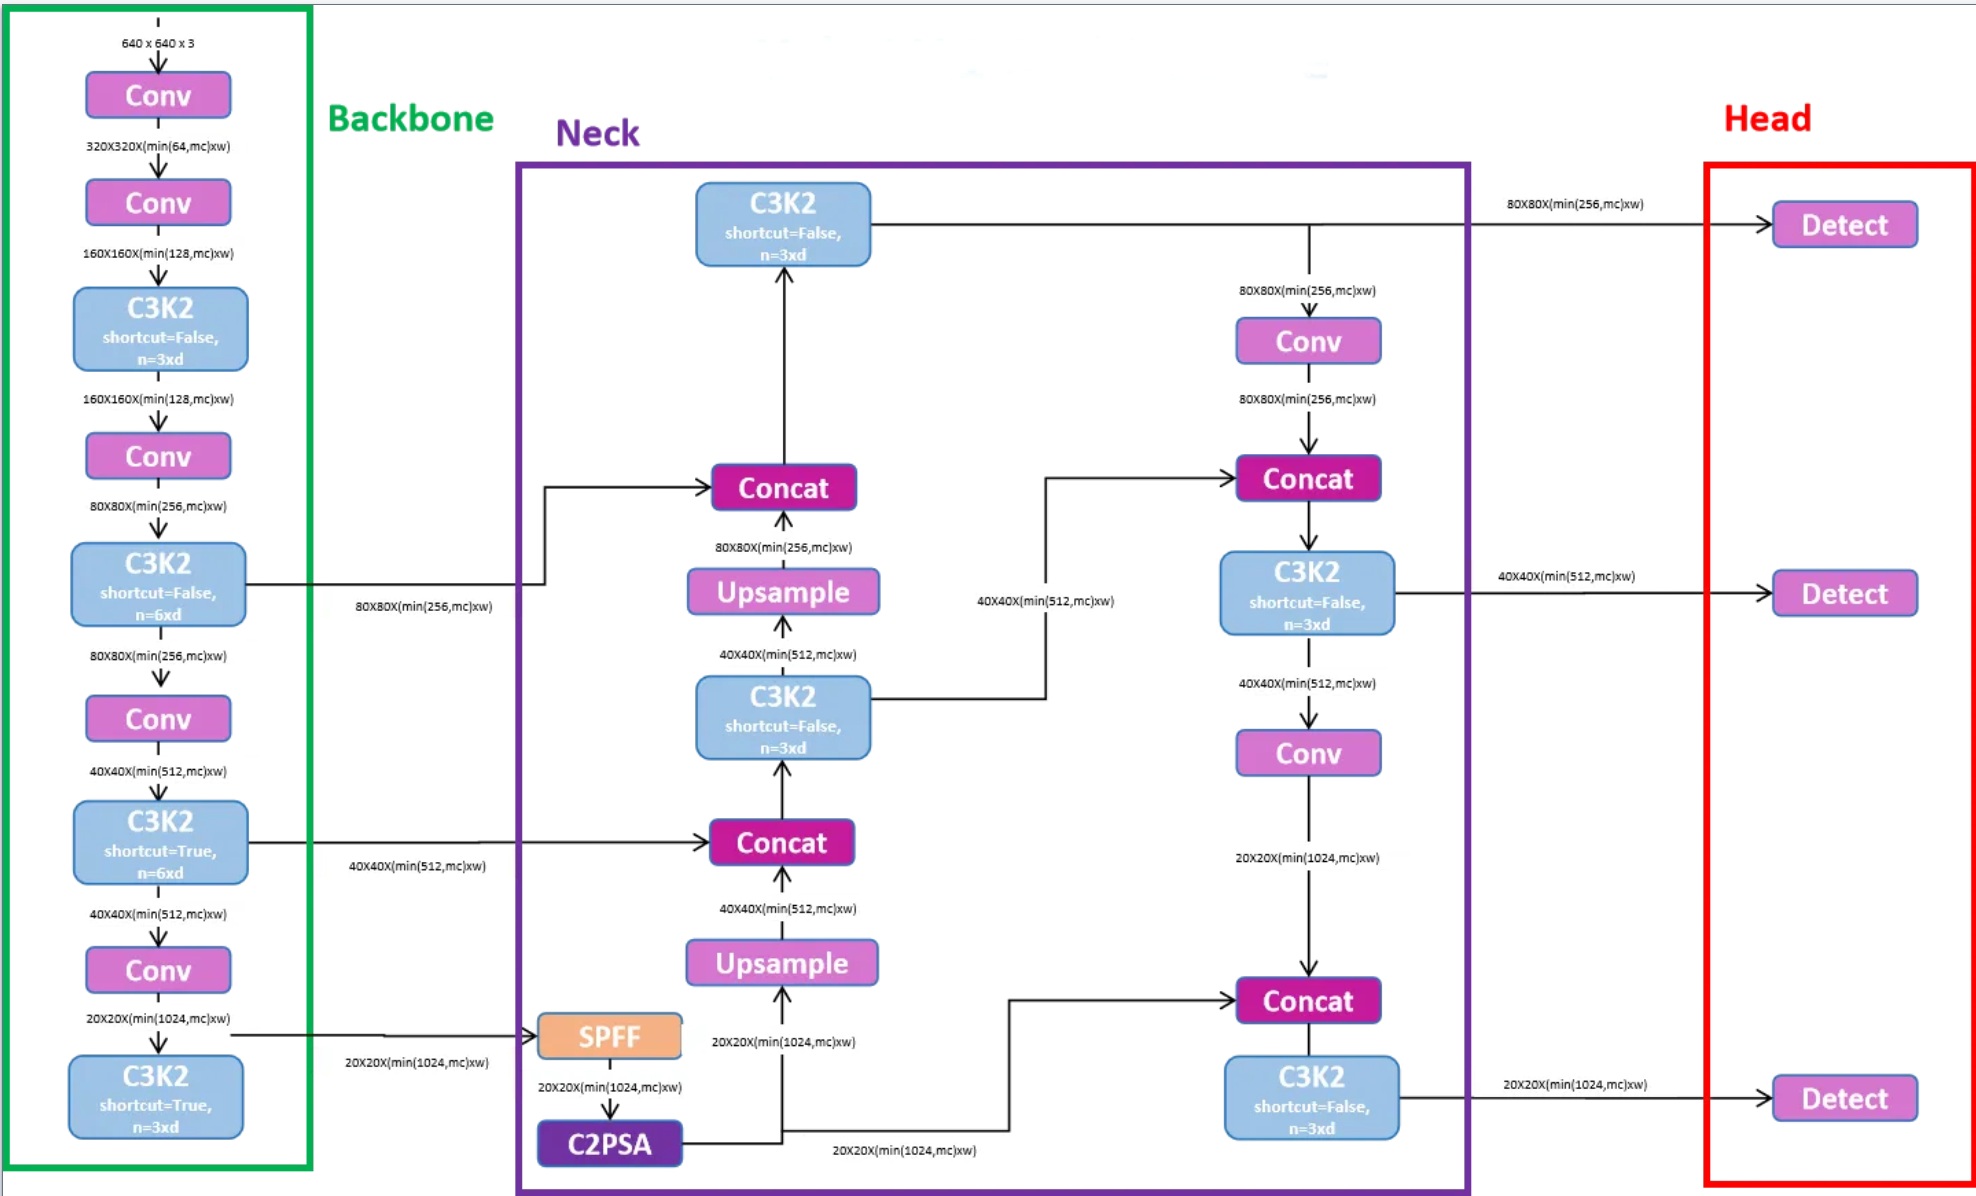 640 x 640 x 3
Conv
320X320X(min(64,mc)xw)
Conv
160X160X(min(128,mc)xw)
C3K2
shortcut=False,
n=3xd
160X160X(min(128,mc)xw)
Conv
80X80X(min(256,mc)xw)
C3K2
shortcut=False,
n=6xd
80X80X(min(256,mc)xw)
Conv
40X40X(min(512,mc)xw)
C3K2
shortcut=True,
n=6xd
40X40X(min(512,mc)xw)
Conv
20X20X(min(1024,mc)xw)
C3K2
shortcut=True,
n=3xd
Backbone
80X80X(min(256,mc)xw)
40X40X(min(512,mc)xw)
20X20X(min(1024,mc)xw)
Neck
C3K2
shortcut=False,
n=3xd
Concat
80X80X(min(256,mc)xw)
Upsample
40X40X(min(512,mc)xw)
C3K2
shortcut=False,
n=3xd
Concat
40X40X(min(512,mc)xw)
Upsample
20X20X(min(1024,mc)xw)
SPFF
20X20X(min(1024,mc)xw)
C2PSA
20X20X(min(1024,mc)xw)
40X40X(min(512,mc)xw)
80X80X(min(256,mc)xw)
Conv
80X80X(min(256,mc)xw)
Concat
C3K2
shortcut=False,
n=3xd
40X40X(min(512,mc)xw)
Conv
20X20X(min(1024,mc)xw)
Concat
C3K2
shortcut=False,
n=3xd
80X80X(min(256,mc)xw)
40X40X(min(512,mc)xw)
20X20X(min(1024,mc)xw)
Head
Detect
Detect
Detect